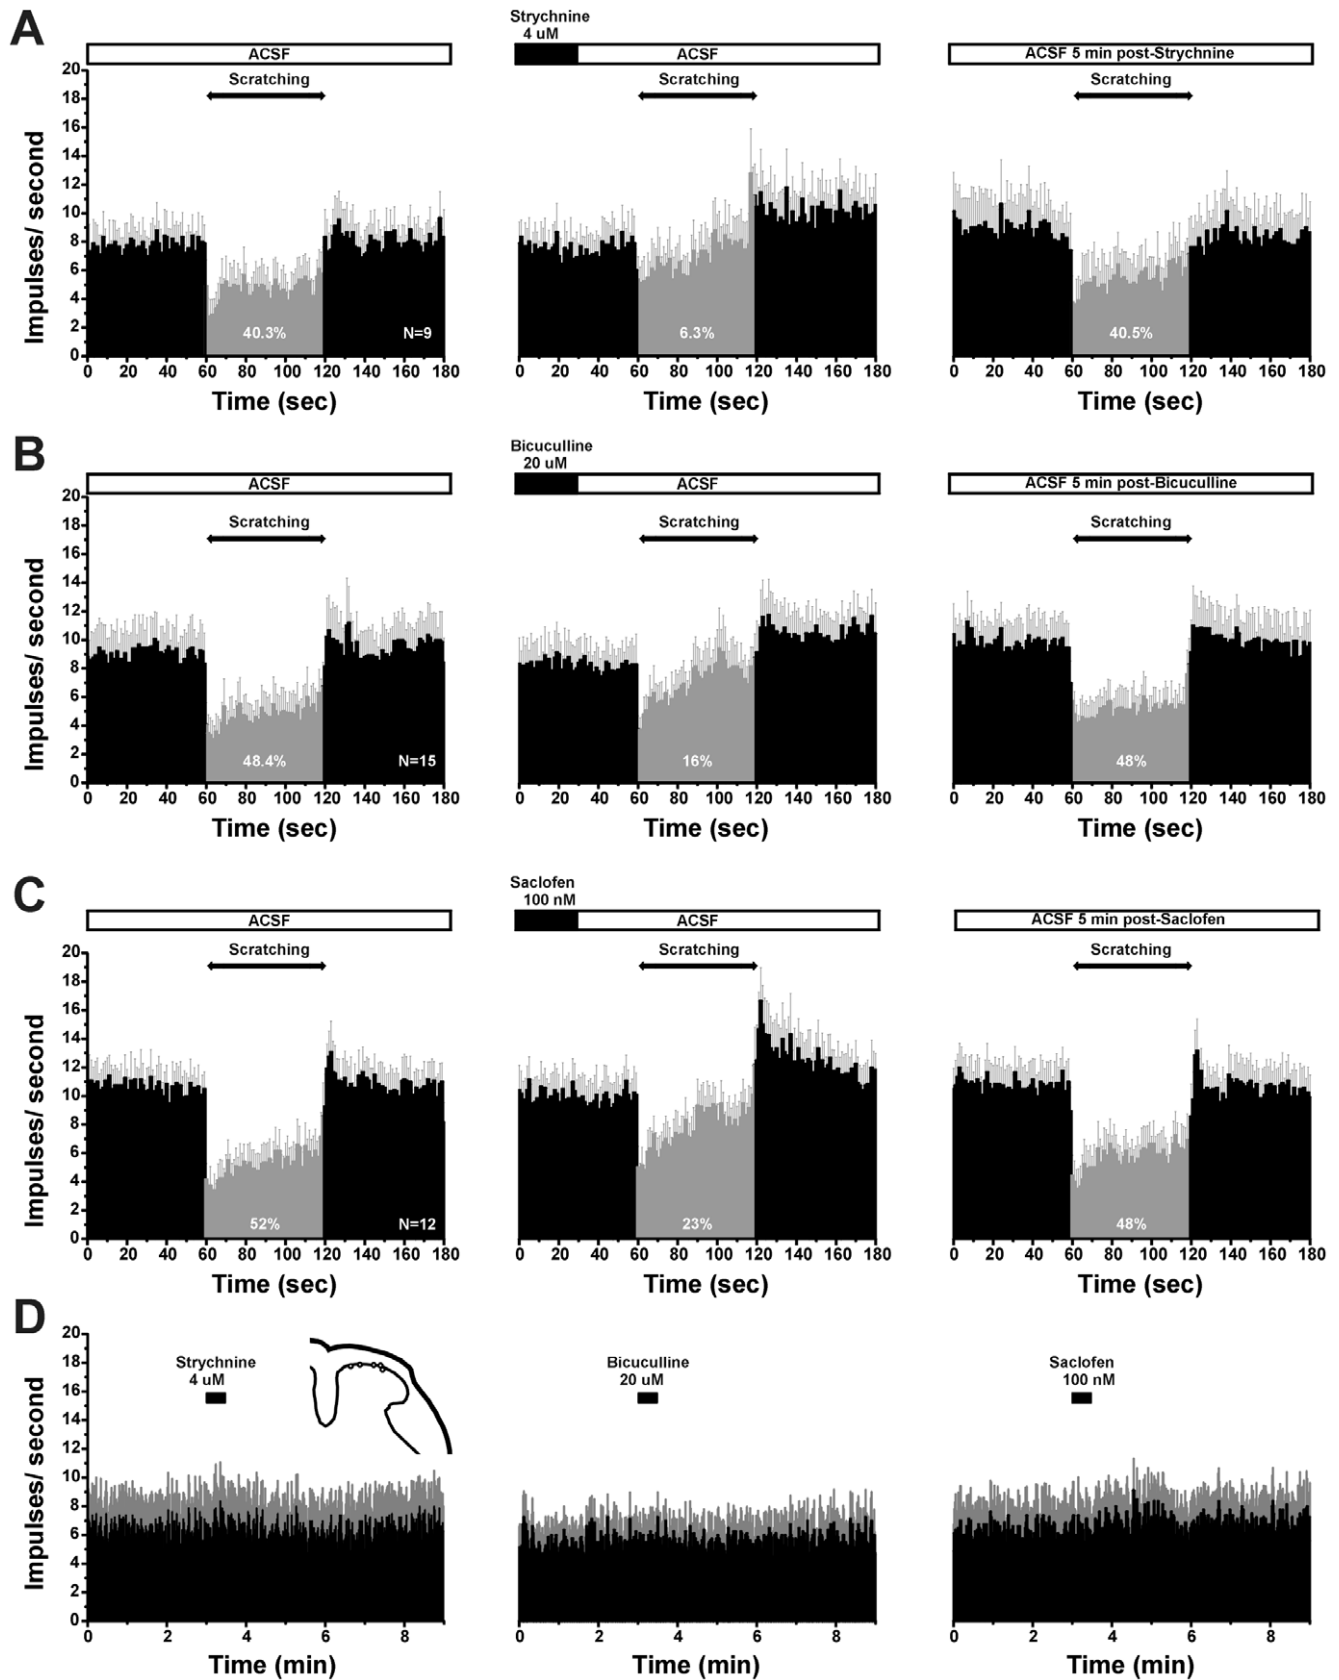 A
Strychnine
4 uM
ACSF
ACSF
ACSF 5 min post-Strychnine
Scratching
Scratching
Scratching
Impulses/ second
20
18
16
14
12
10
8
6
4
2
0
40.3%
N=9
6.3%
40.5%
0 20 40 60 80 100 120 140 160 180
0 20 40 60 80 100 120 140 160 180
0 20 40 60 80 100 120 140 160 180
Time (sec)
Time (sec)
Time (sec)
B
Bicuculline
20 uM
ACSF
ACSF
ACSF 5 min post-Bicuculline
Scratching
Scratching
Scratching
Impulses/ second
20
18
16
14
12
10
8
6
4
2
0
48.4%
N=15
16%
48%
0 20 40 60 80 100 120 140 160 180
0 20 40 60 80 100 120 140 160 180
0 20 40 60 80 100 120 140 160 180
Time (sec)
Time (sec)
Time (sec)
C
Saclofen
100 nM
ACSF
ACSF
ACSF 5 min post-Saclofen
Scratching
Scratching
Scratching
Impulses/ second
20
18
16
14
12
10
8
6
4
2
0
52%
N=12
23%
48%
0 20 40 60 80 100 120 140 160 180
0 20 40 60 80 100 120 140 160 180
0 20 40 60 80 100 120 140 160 180
Time (sec)
Time (sec)
Time (sec)
D
Strychnine
4 uM
Bicuculline
20 uM
Saclofen
100 nM
Impulses/ second
20
18
16
14
12
10
8
6
4
2
0
0 2 4 6 8
0 2 4 6 8
0 2 4 6 8
Time (min)
Time (min)
Time (min)